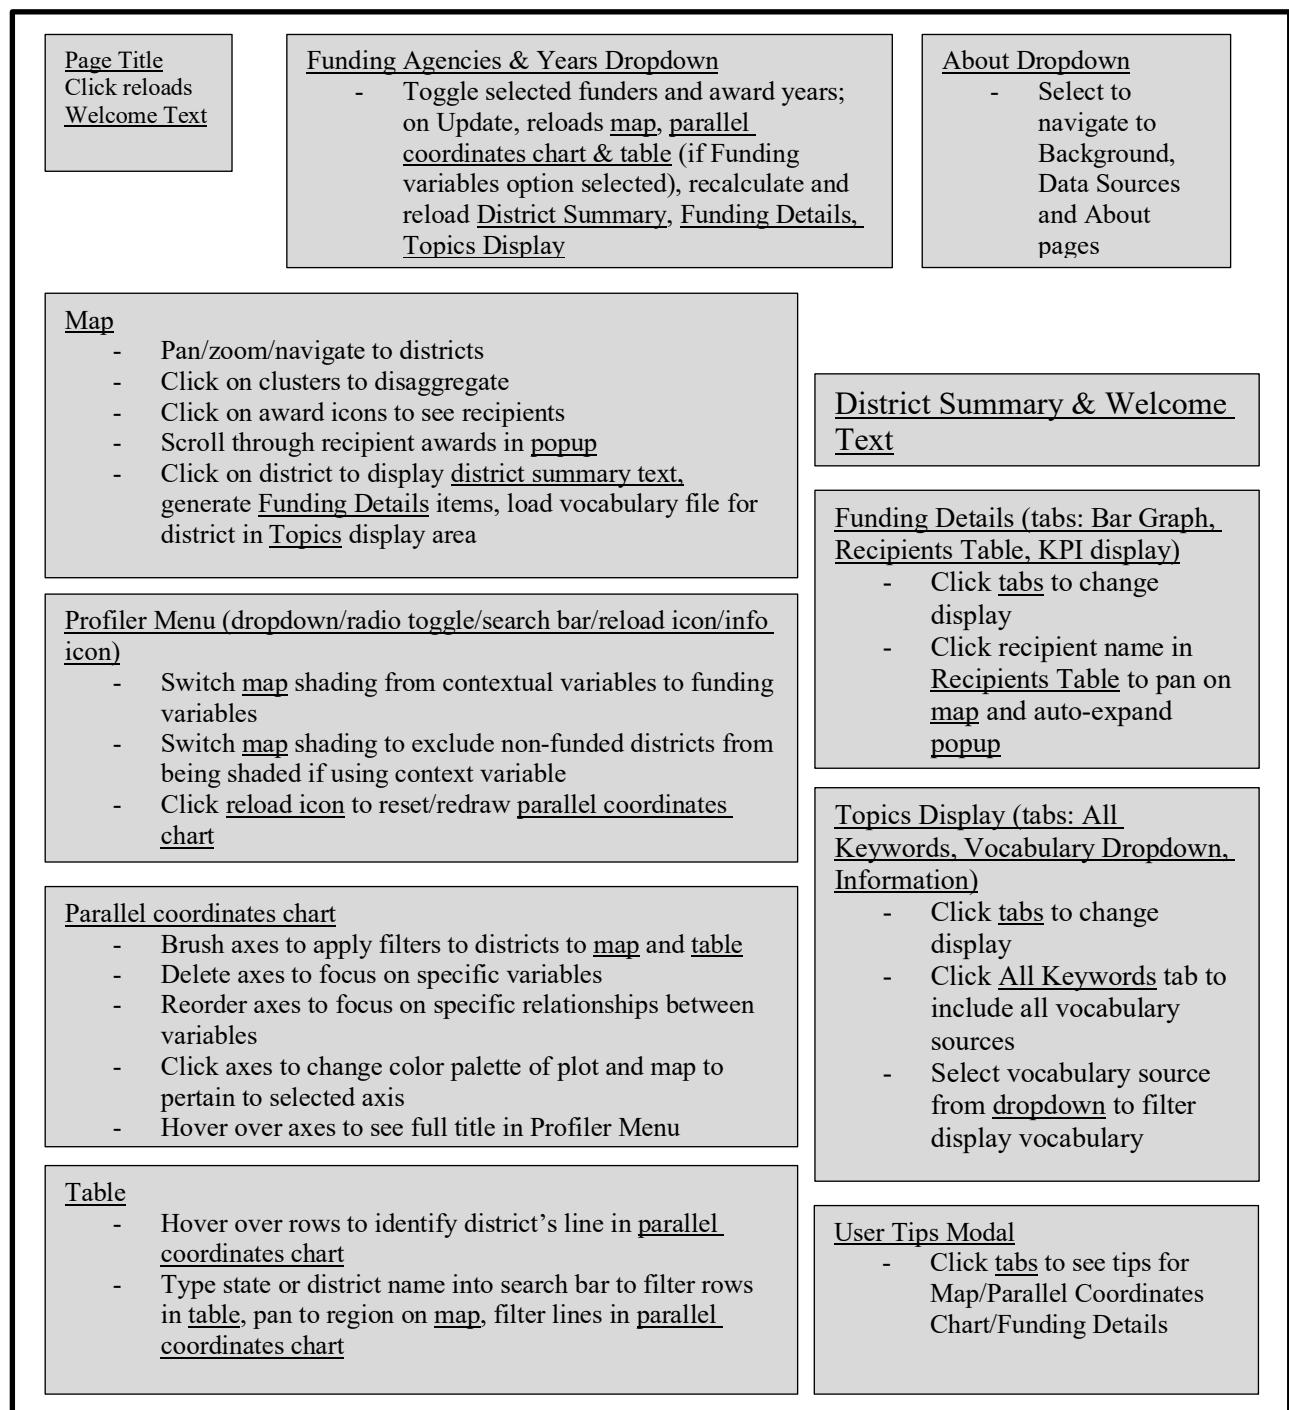 Page Title
Click reloads
Welcome Text
Funding Agencies & Years Dropdown
- Toggle selected funders and award years;
on Update, reloads map, parallel
coordinates chart & table (if Funding
variables option selected), recalculate and
reload District Summary, Funding Details,
Topics Display
About Dropdown
- Select to
navigate to
Background,
Data Sources
and About
pages
Map
- Pan/zoom/navigate to districts
- Click on clusters to disaggregate
- Click on award icons to see recipients
- Scroll through recipient awards in popup
- Click on district to display district summary text,
generate Funding Details items, load vocabulary file for
district in Topics display area
District Summary & Welcome
Text
Funding Details (tabs: Bar Graph,
Recipients Table, KPI display)
- Click tabs to change
display
- Click recipient name in
Recipients Table to pan on
map and auto-expand
popup
Profiler Menu (dropdown/radio toggle/search bar/reload icon/info
icon)
- Switch map shading from contextual variables to funding
variables
- Switch map shading to exclude non-funded districts from
being shaded if using context variable
- Click reload icon to reset/redraw parallel coordinates
chart
Topics Display (tabs: All
Keywords, Vocabulary Dropdown,
Information)
- Click tabs to change
display
- Click All Keywords tab to
include all vocabulary
sources
- Select vocabulary source
from dropdown to filter
display vocabulary
Parallel coordinates chart
- Brush axes to apply filters to districts to map and table
- Delete axes to focus on specific variables
- Reorder axes to focus on specific relationships between
variables
- Click axes to change color palette of plot and map to
pertain to selected axis
- Hover over axes to see full title in Profiler Menu
Table
- Hover over rows to identify district’s line in parallel
coordinates chart
- Type state or district name into search bar to filter rows
in table, pan to region on map, filter lines in parallel
coordinates chart
User Tips Modal
- Click tabs to see tips for
Map/Parallel Coordinates
Chart/Funding Details